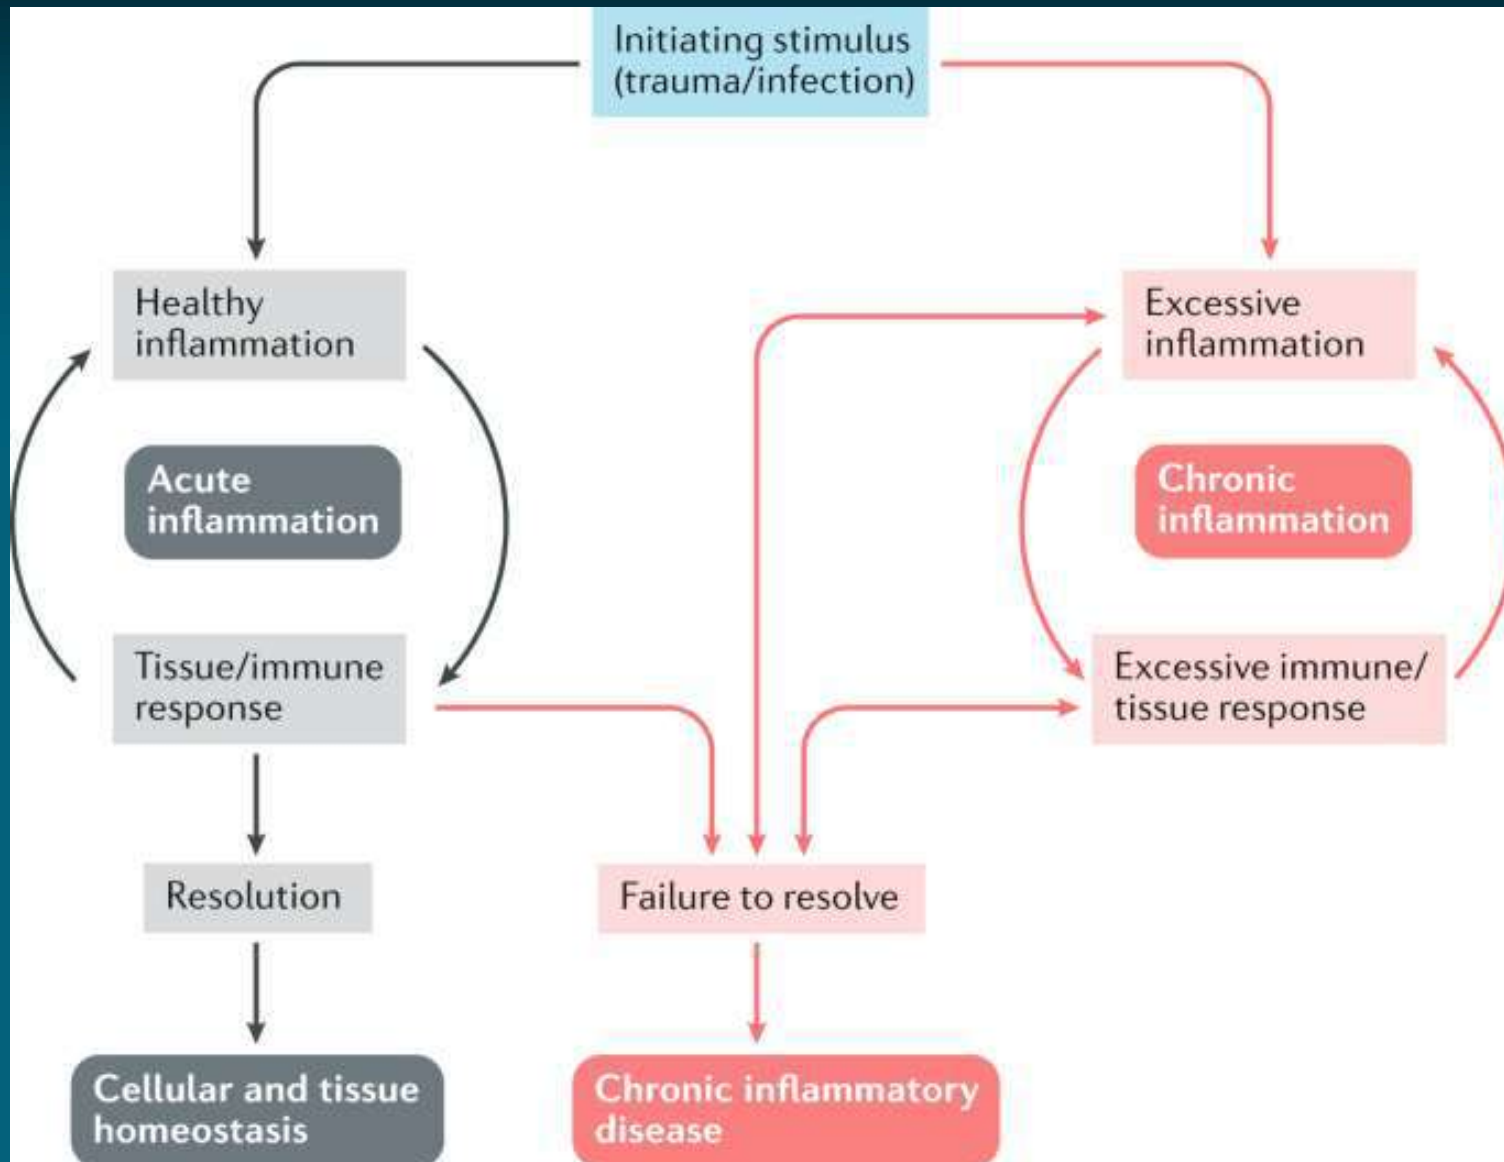 Initiating stimulus
(trauma/infection)
Healthy
inflammation
Excessive
inflammation
Acute
inflammation
Chronic
inflammation
Tissue/immune
response
Excessive immune/
tissue response
Resolution
Failure to resolve
Cellular and tissue
homeostasis
Chronic inflammatory
disease